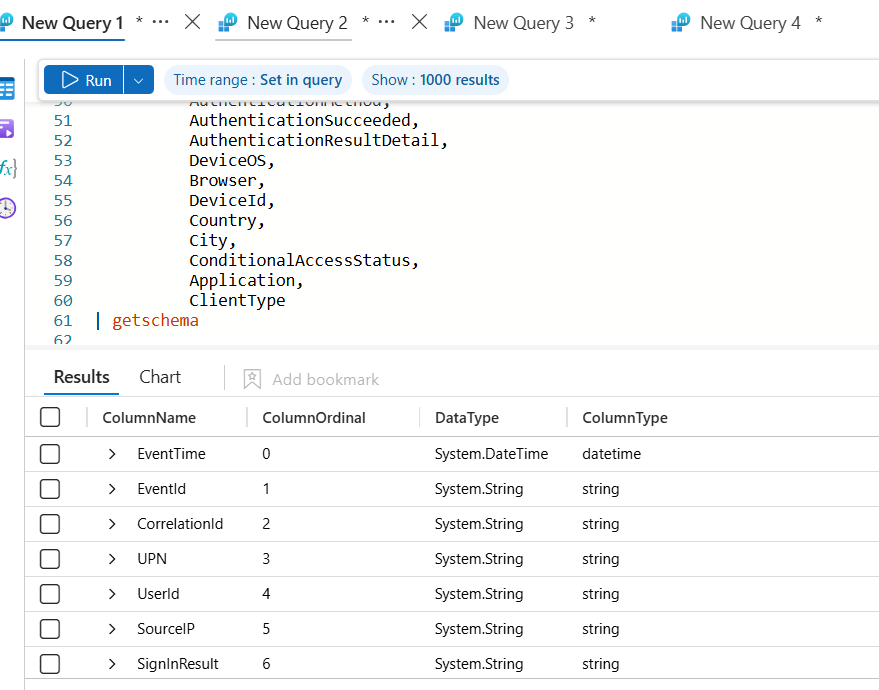 New Query 1 * ··· × New Query 2 * ··· × New Query 3 * New Query 4 *
Run Time range : Set in query Show : 1000 results
50 AuthenticationMethod,
51 AuthenticationSucceeded,
52 AuthenticationResultDetail,
53 DeviceOS,
54 Browser,
55 DeviceId,
56 Country,
57 City,
58 ConditionalAccessStatus,
59 Application,
60 ClientType
61 | getschema
62
Results Chart Add bookmark
ColumnName ColumnOrdinal DataType ColumnType
EventTime 0 System.DateTime datetime
EventId 1 System.String string
CorrelationId 2 System.String string
UPN 3 System.String string
UserId 4 System.String string
SourceIP 5 System.String string
SignInResult 6 System.String string